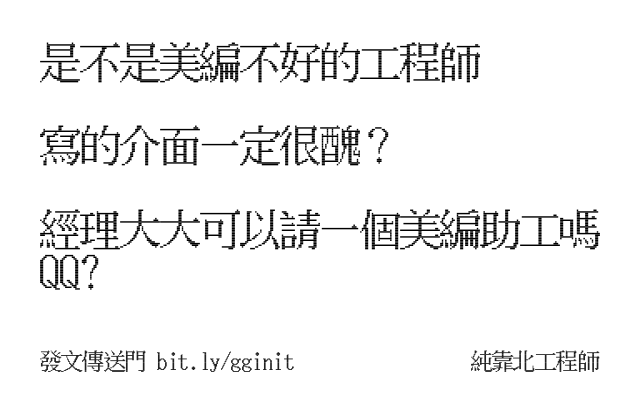 是不是美編不好的工程師
寫的介面一定很醜？
經理大大可以請一個美編助工嗎
QQ?
發文傳送門 bit.ly/gginit
純靠北工程師